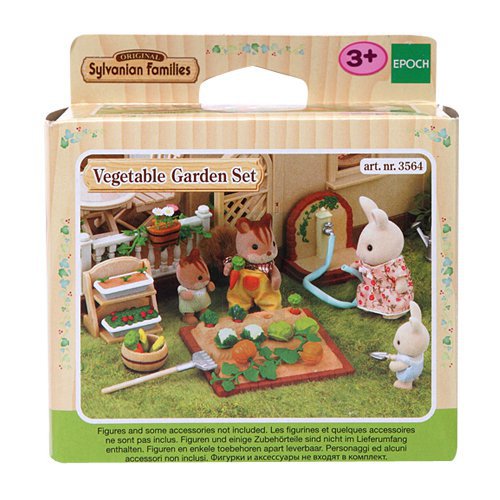 ORIGINAL
Sylvanian Families
3+
EPOCH
Vegetable Garden Set
art. nr. 3564
Figures and some accessories not included. Les figurines et quelques accessoires
ne sont pas inclus. Figuren und einige Zubehörteile sind nicht im Lieferumfang
enthalten. Figuren en enkele toebehoren apart leverbaar. Personaggi ed alcuni
accessori non inclusi. Фигурки и аксессуары не входят в комплект.